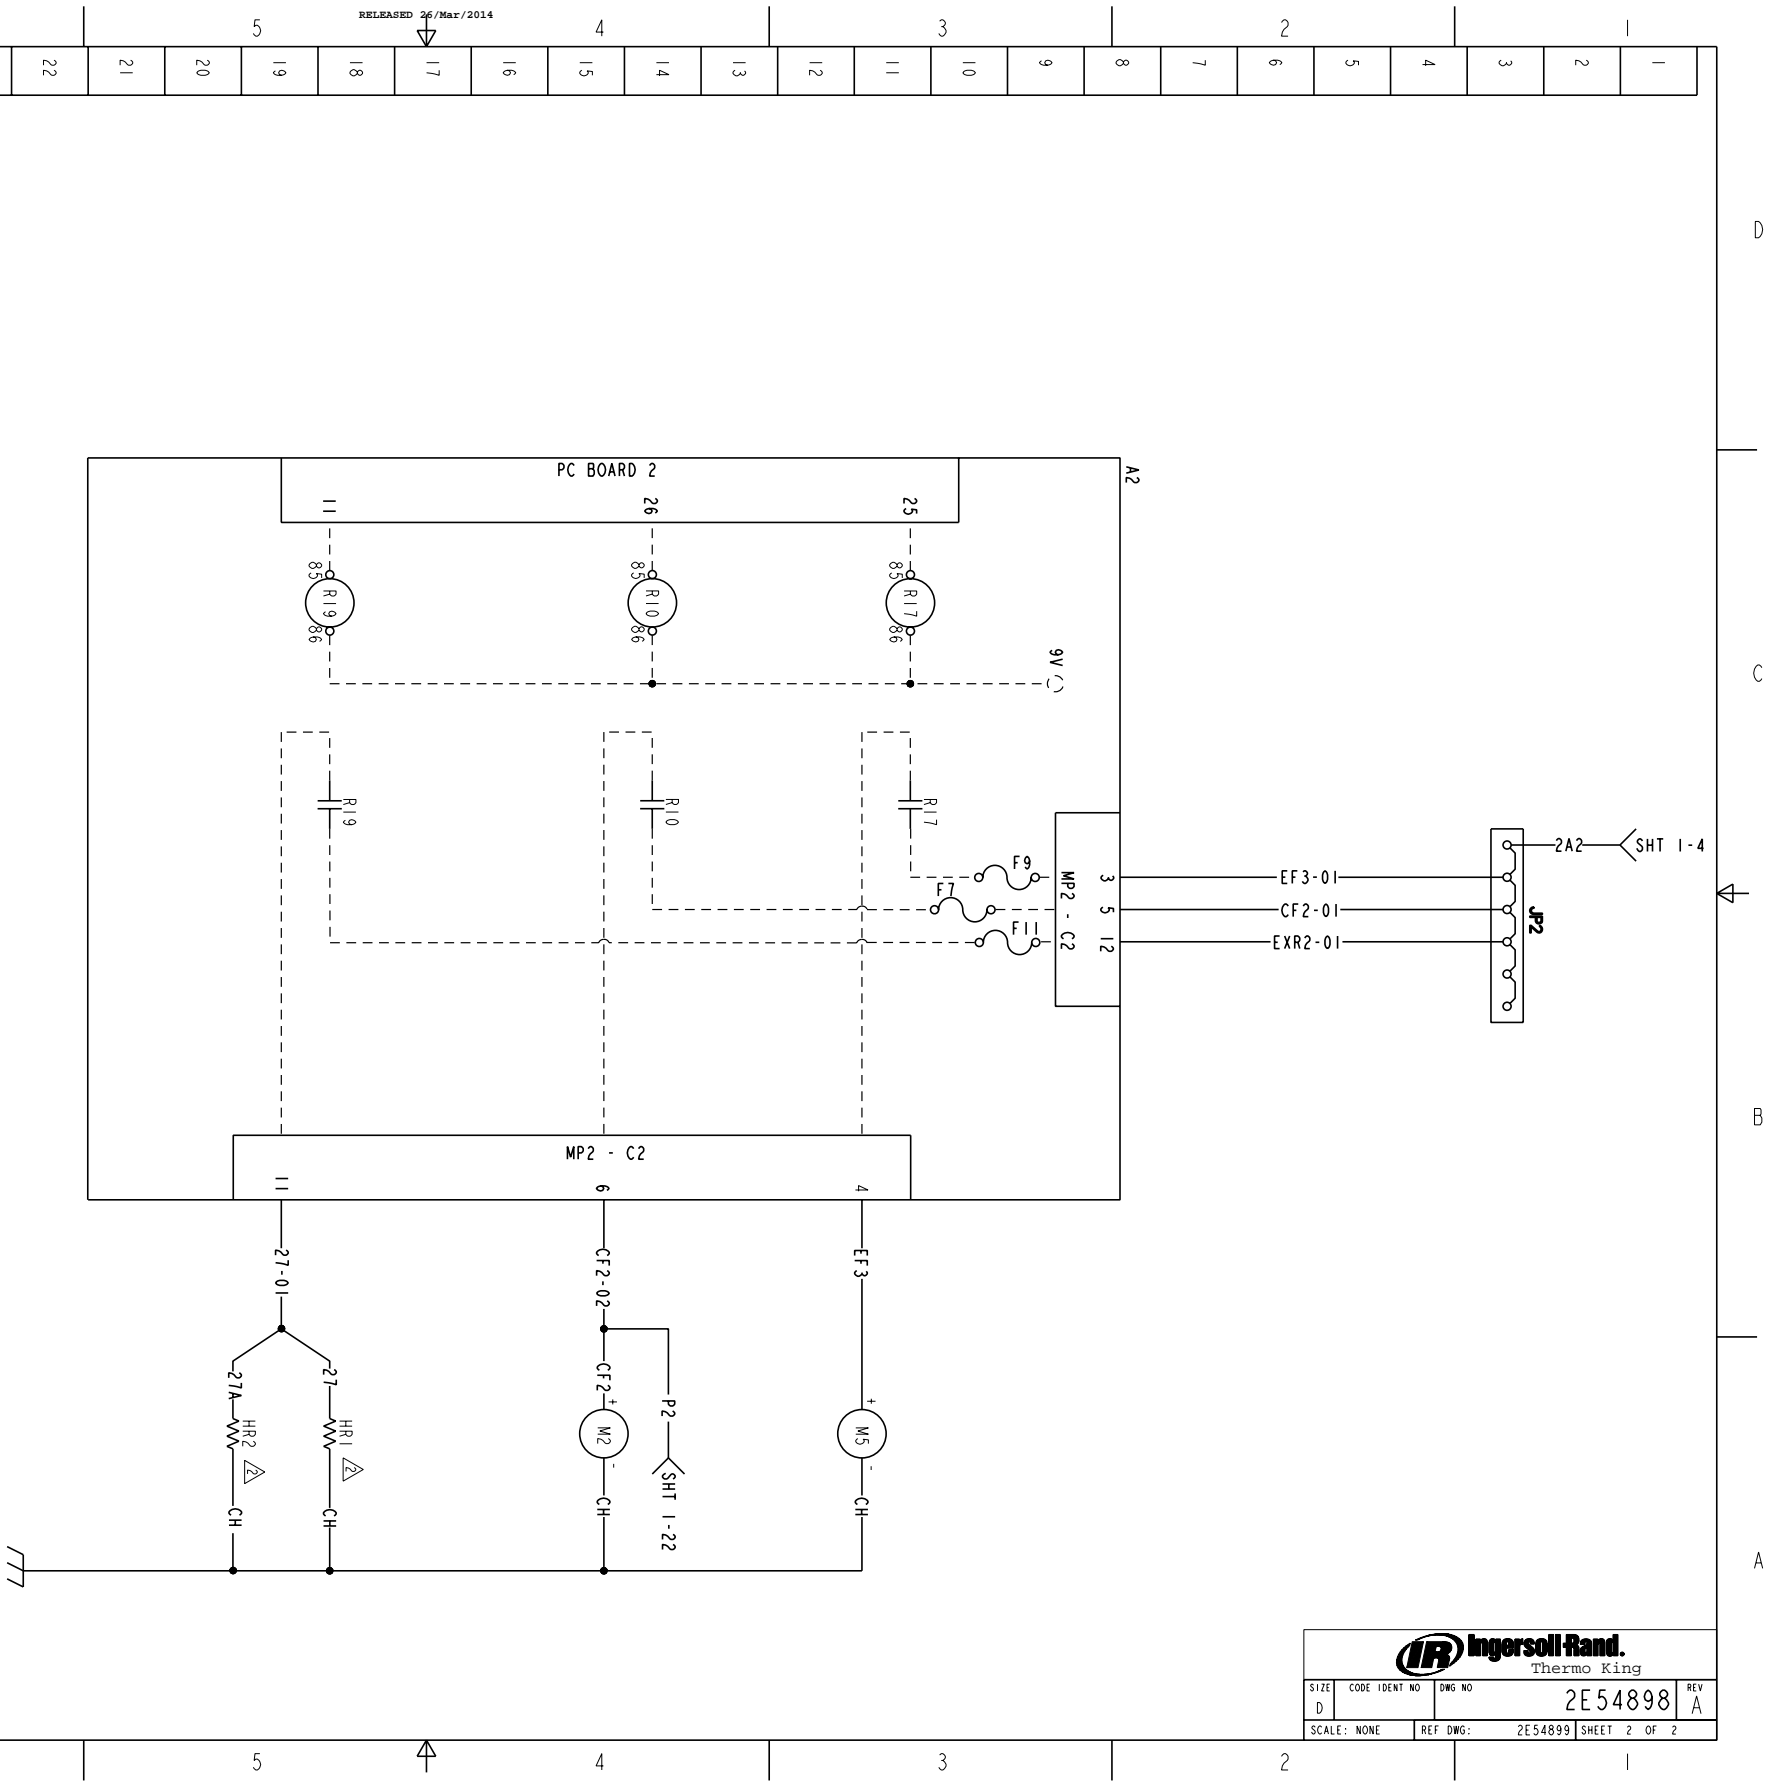 RELEASED 26/Mar/2014
5 4 3 2 1
22 21 20 19 18 17 16 15 14 13 12 11 10 9 8 7 6 5 4 3 2 1
D
C
B
A
PC BOARD 2
A2
11 26 25
85 85 85
R19 R10 R17
86 86 86
9V
R19 R10 R17
F9
F7
F11
MP2 - C2
3
5
12
EF3-01
CF2-01
EXR2-01
2A2
SHT 1-4
JP2
MP2 - C2
11 6 4
27-01
CF2-02
EF3
27A
27
CF2
P2
HR2
2
HR1
2
+
M2
-
+
M5
-
SHT 1-22
CH CH CH CH
IR Ingersoll-Rand.
Thermo King
SIZE
D
CODE IDENT NO
DWG NO
2E54898
REV
A
SCALE: NONE
REF DWG: 2E54899
SHEET 2 OF 2
5 4 3 2 1